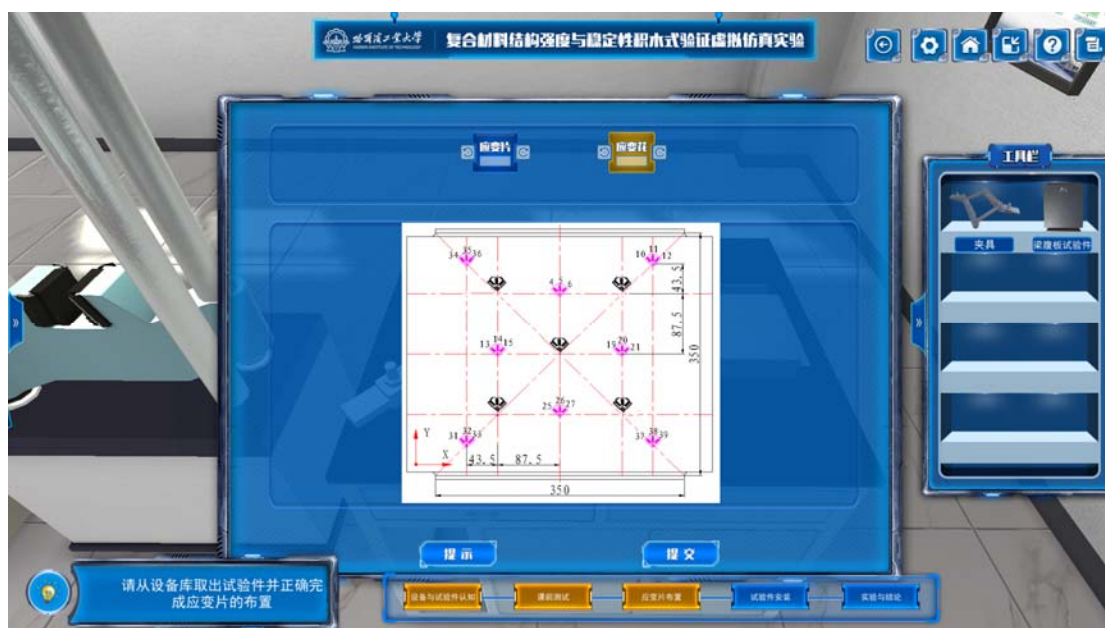 哈尔滨工业大学
HARBIN INSTITUTE OF TECHNOLOGY
复合材料结构强度与稳定性积木式验证虚拟仿真实验
应变片
应变花
工具栏
夹具
梁腹板试验件
34 35 36
10 11 12
4 5 6
43.5
13 14 15
19 20 21
87.5
350
25 26 27
31 32 33
37 38 39
Y
X
43.5
87.5
350
提示
提交
请从设备库取出试验件并正确完
成应变片的布置
设备与试验件认知
课前测试
应变片布置
试验件安装
实验与结论